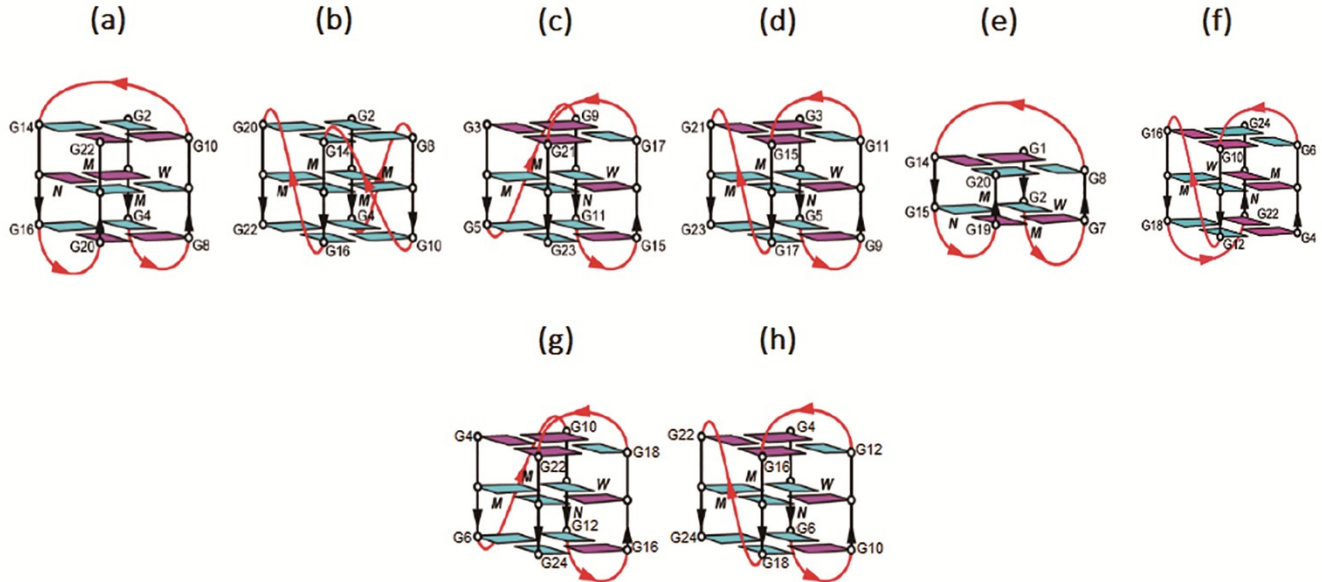 (a) (b) (c) (d) (e) (f)
G14 G2 G22 G10 M W N M G16 G4 G20 G8
G20 G2 G14 G8 M M M M G22 G4 G16 G10
G3 G9 G21 G17 M M W N G5 G11 G23 G15
G21 G3 G15 G11 M M W N G23 G5 G17 G9
G14 G1 G20 G8 M G15 G2 W N G19 M G7
G16 G24 G10 G6 W M M N G18 G22 G12 G4
(g) (h)
G4 G10 G22 G18 M M W N G6 G12 G24 G16
G22 G4 G16 G12 M M W N G24 G6 G18 G10